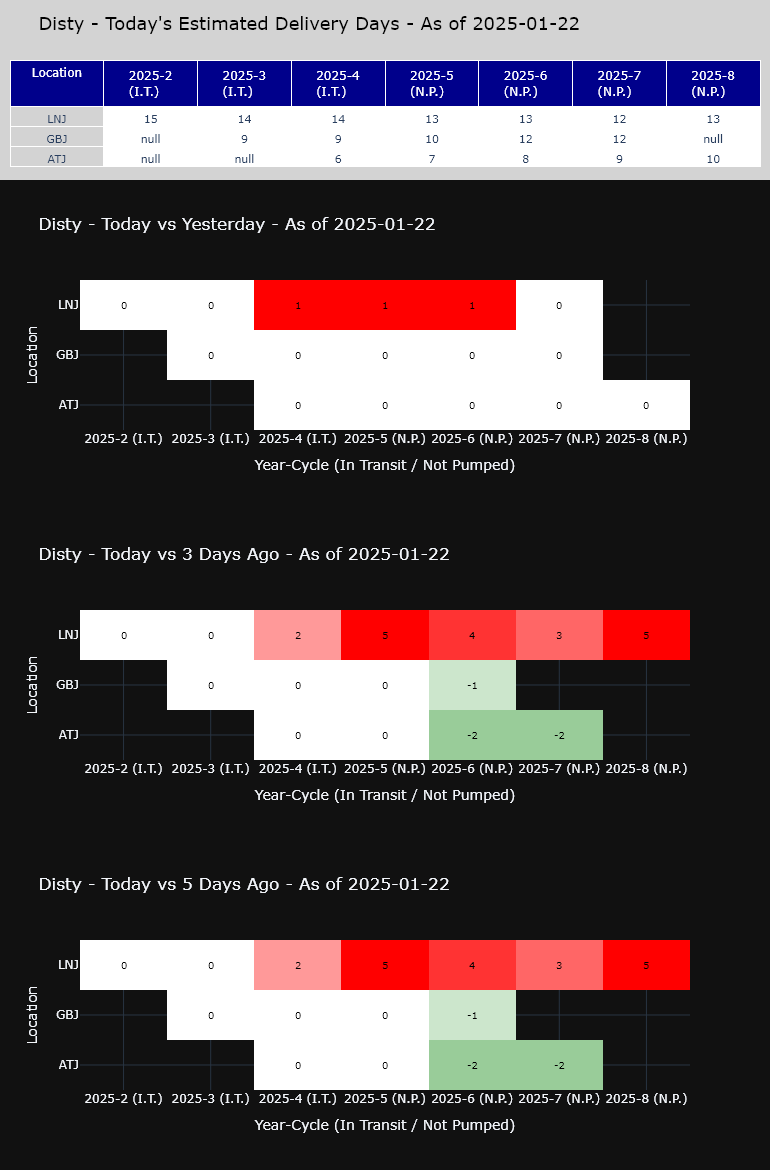 Disty - Today's Estimated Delivery Days - As of 2025-01-22
Location 2025-2 (I.T.) 2025-3 (I.T.) 2025-4 (I.T.) 2025-5 (N.P.) 2025-6 (N.P.) 2025-7 (N.P.) 2025-8 (N.P.)
LNJ 15 14 14 13 13 12 13
GBJ null 9 9 10 12 12 null
ATJ null null 6 7 8 9 10
Disty - Today vs Yesterday - As of 2025-01-22
Location
LNJ 0 0 1 1 1 0
GBJ 0 0 0 0 0
ATJ 0 0 0 0 0
2025-2 (I.T.) 2025-3 (I.T.) 2025-4 (I.T.) 2025-5 (N.P.) 2025-6 (N.P.) 2025-7 (N.P.) 2025-8 (N.P.)
Year-Cycle (In Transit / Not Pumped)
Disty - Today vs 3 Days Ago - As of 2025-01-22
Location
LNJ 0 0 2 5 4 3 5
GBJ 0 0 0 -1
ATJ 0 0 -2 -2
2025-2 (I.T.) 2025-3 (I.T.) 2025-4 (I.T.) 2025-5 (N.P.) 2025-6 (N.P.) 2025-7 (N.P.) 2025-8 (N.P.)
Year-Cycle (In Transit / Not Pumped)
Disty - Today vs 5 Days Ago - As of 2025-01-22
Location
LNJ 0 0 2 5 4 3 5
GBJ 0 0 0 -1
ATJ 0 0 -2 -2
2025-2 (I.T.) 2025-3 (I.T.) 2025-4 (I.T.) 2025-5 (N.P.) 2025-6 (N.P.) 2025-7 (N.P.) 2025-8 (N.P.)
Year-Cycle (In Transit / Not Pumped)